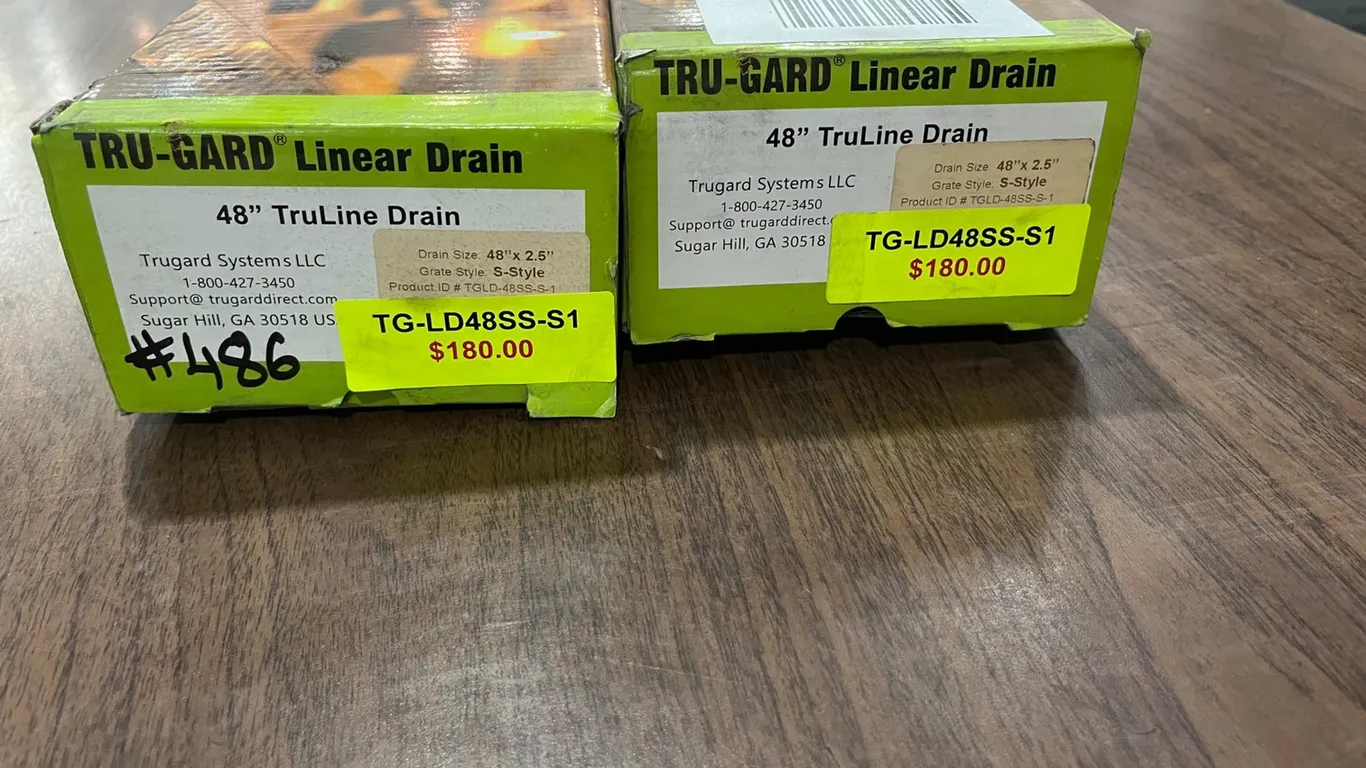 TRU-GARD® Linear Drain
48” TruLine Drain
Trugard Systems LLC
1-800-427-3450
Support@ trugarddirect.com
Sugar Hill, GA 30518 US
Drain Size: 48"x 2.5"
Grate Style: S-Style
Product ID # TGLD-48SS-S-1
TG-LD48SS-S1
$180.00
#486
TRU-GARD® Linear Drain
48” TruLine Drain
Trugard Systems LLC
1-800-427-3450
Support@ trugarddirect.
Sugar Hill, GA 30518
Drain Size: 48"x 2.5"
Grate Style: S-Style
Product ID # TGLD-48SS-S-1
TG-LD48SS-S1
$180.00